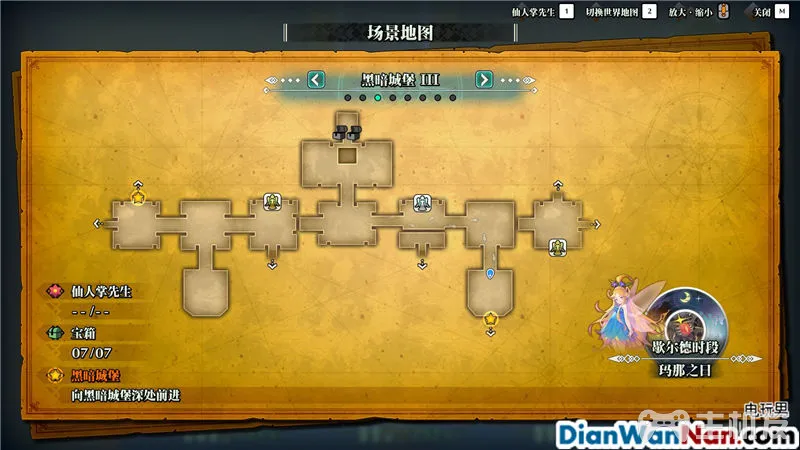 仙人掌先生 1 切换世界地图 2 放大·缩小 关闭 M
场景地图
黑暗城堡 III
仙人掌先生
--/--
宝箱
07/07
黑暗城堡
向黑暗城堡深处前进
歇尔德时段
玛那之日
电玩男
DianWanNan.com